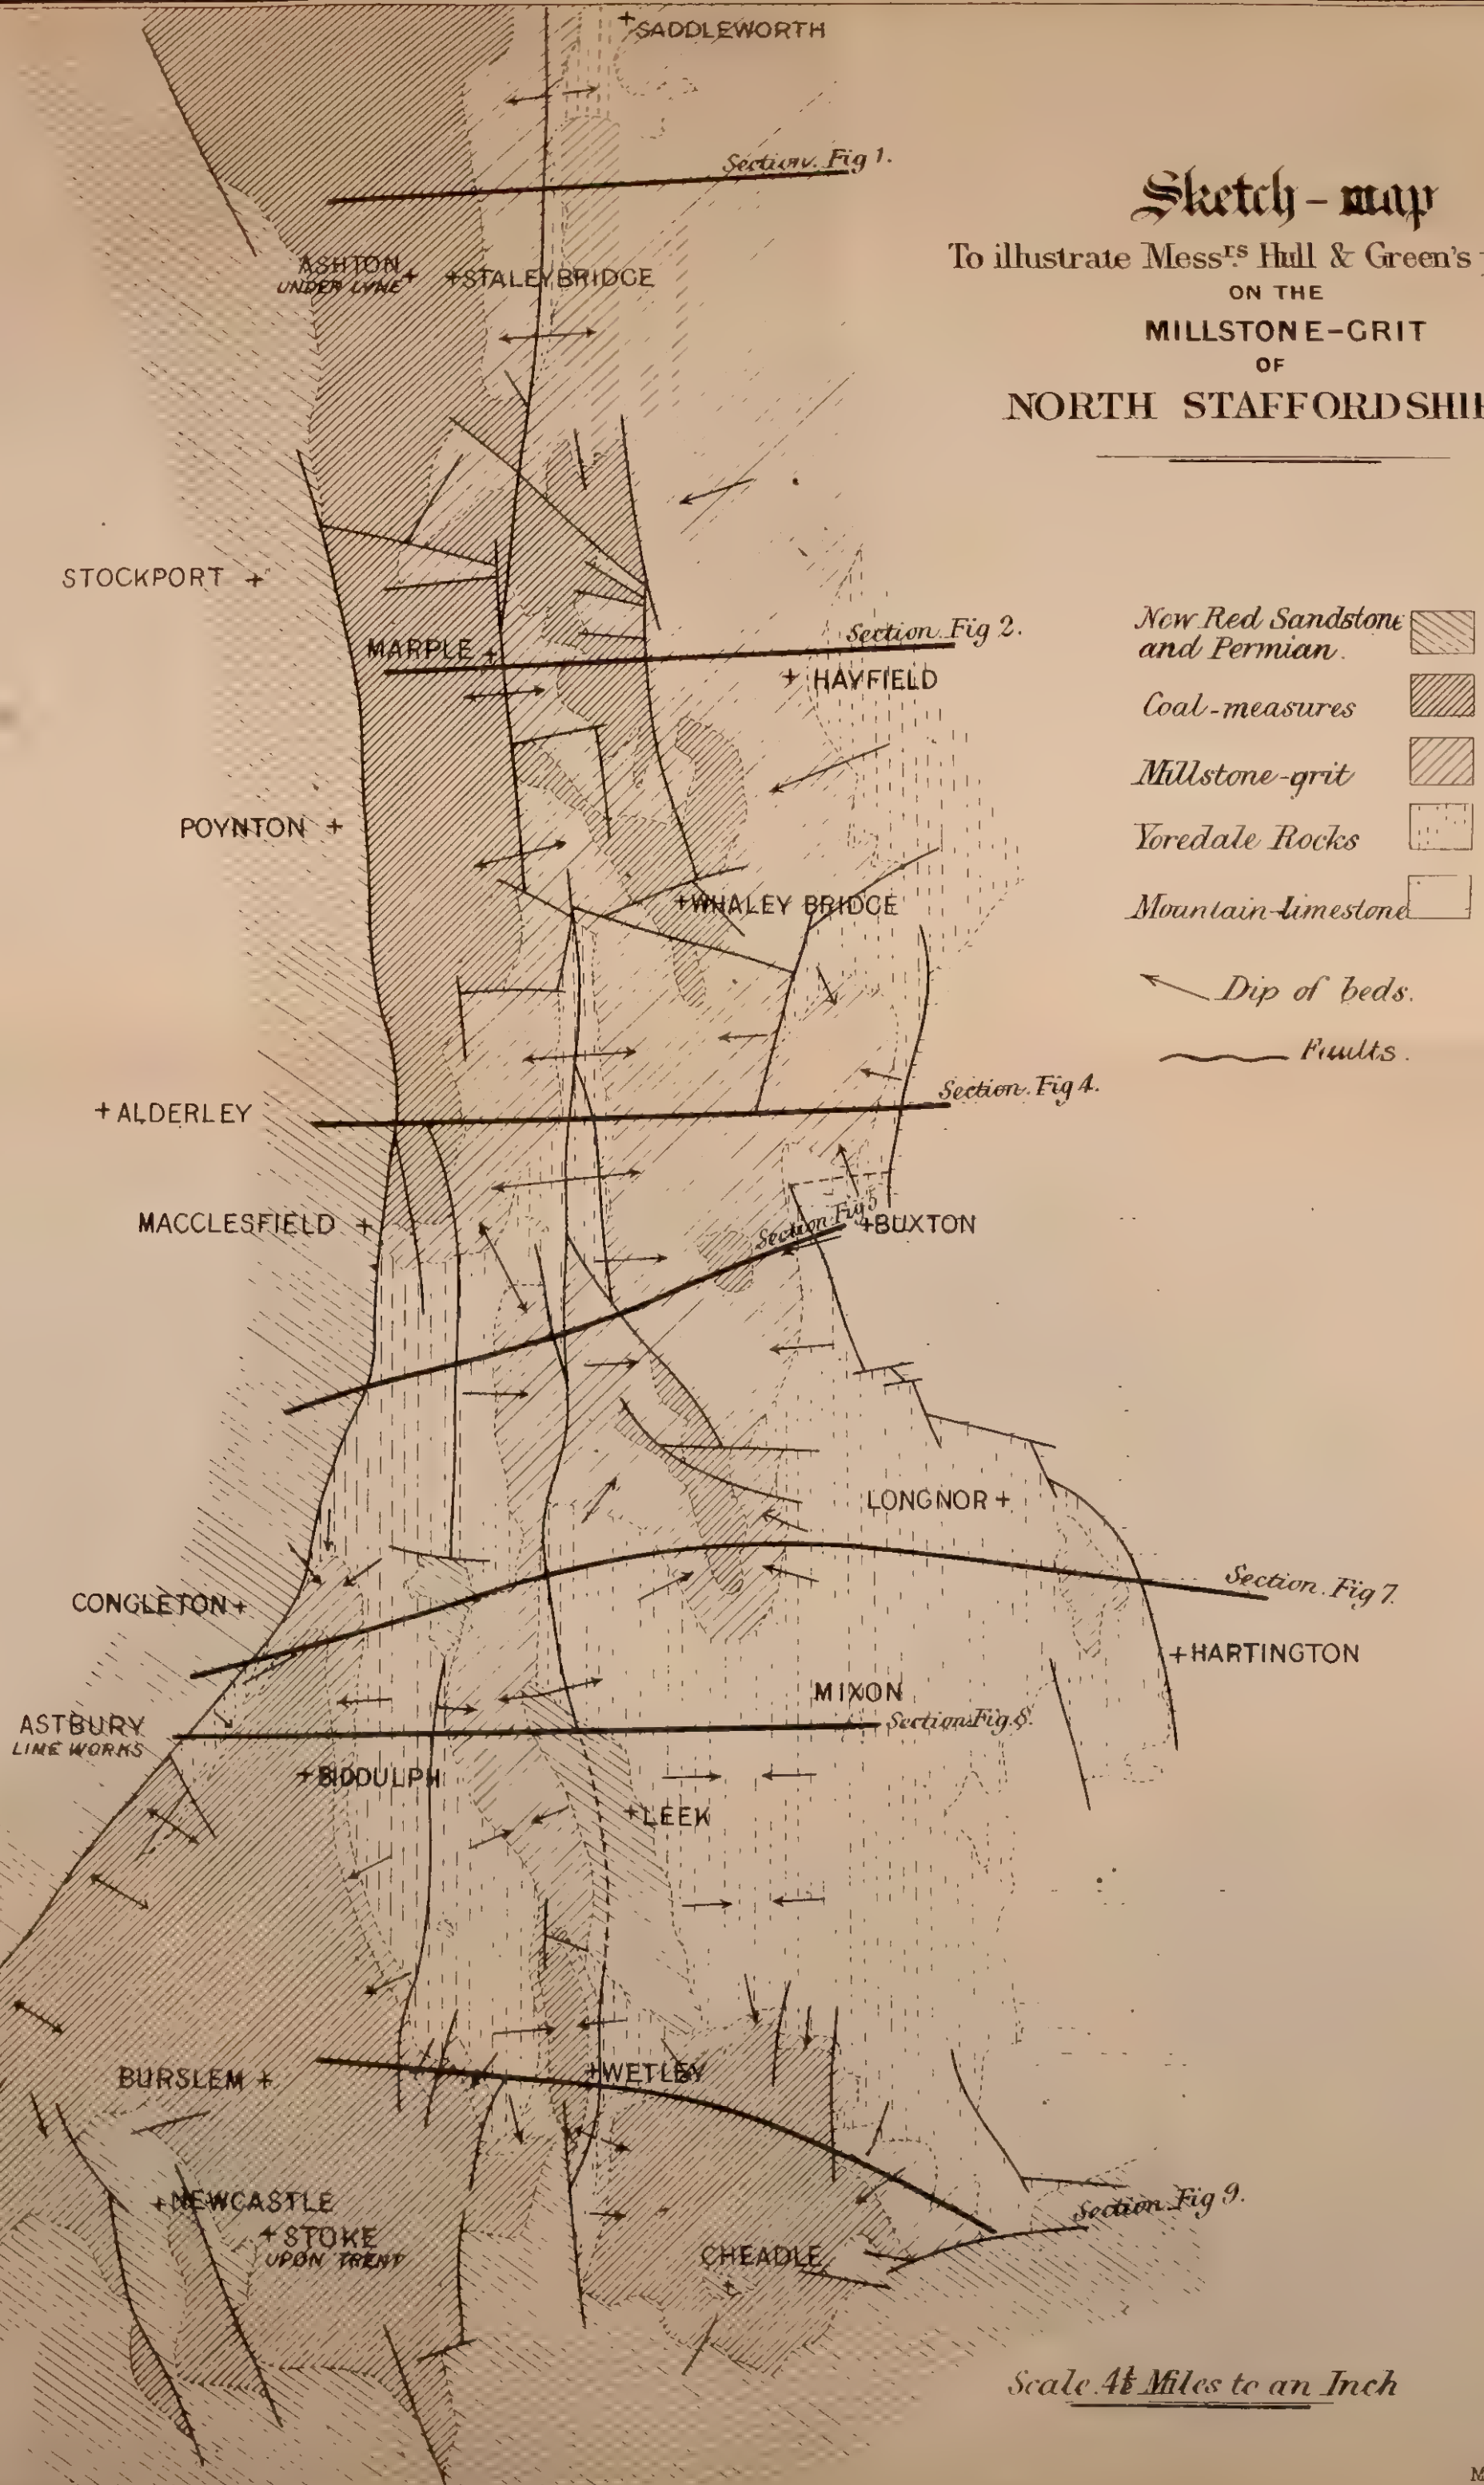 SADDLEWORTH
Section. Fig 1.
Sketch-map
To illustrate Messrs. Hull & Green's
ON THE
MILLSTONE-GRIT
OF
NORTH STAFFORDSHI
ASHTON
UNDER LYNE
STALEYBRIDGE
STOCKPORT
MARPLE
Section. Fig 2.
HAYFIELD
New Red Sandstone
and Permian.
Coal-measures
Millstone-grit
Yoredale Rocks
Mountain-limestone
Dip of beds.
Faults.
POYNTON
WHALEY BRIDGE
Section. Fig 4.
ALDERLEY
MACCLESFIELD
Section Fig 5
BUXTON
LONGNOR
CONGLETON
Section. Fig 7.
HARTINGTON
MIXON
ASTBURY
LIME WORKS
Section Fig. 8.
BIDDULPH
LEEK
BURSLEM
WETLEY
NEWCASTLE
STOKE
UPON TRENT
CHEADLE
Section Fig 9.
Scale Miles to an Inch